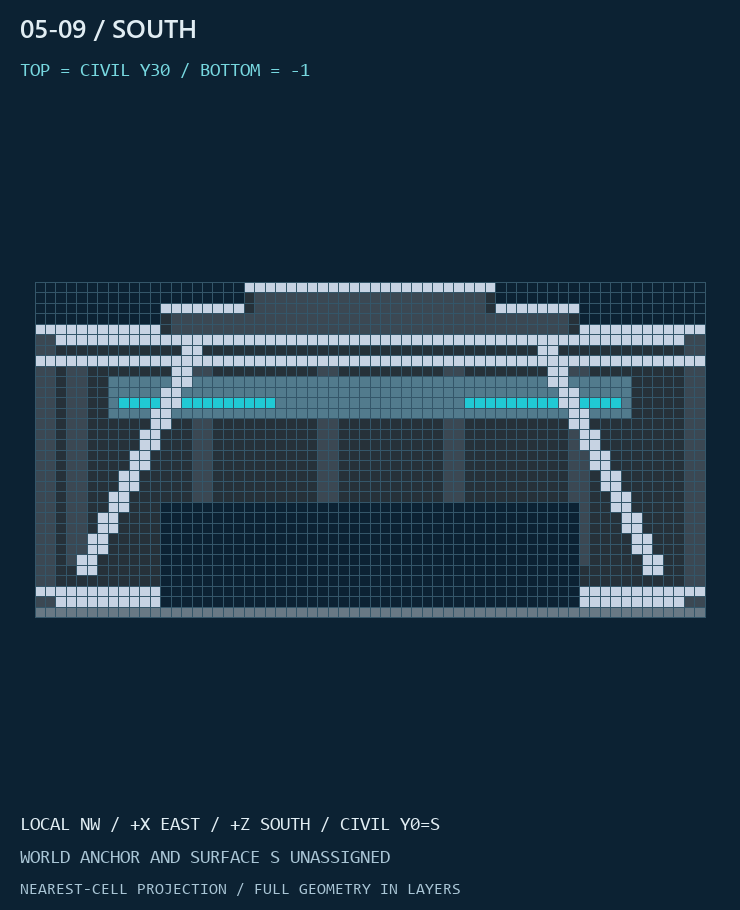 05-09 / SOUTH
TOP = CIVIL Y30 / BOTTOM = -1
LOCAL NW / +X EAST / +Z SOUTH / CIVIL Y0=S
WORLD ANCHOR AND SURFACE S UNASSIGNED
NEAREST-CELL PROJECTION / FULL GEOMETRY IN LAYERS